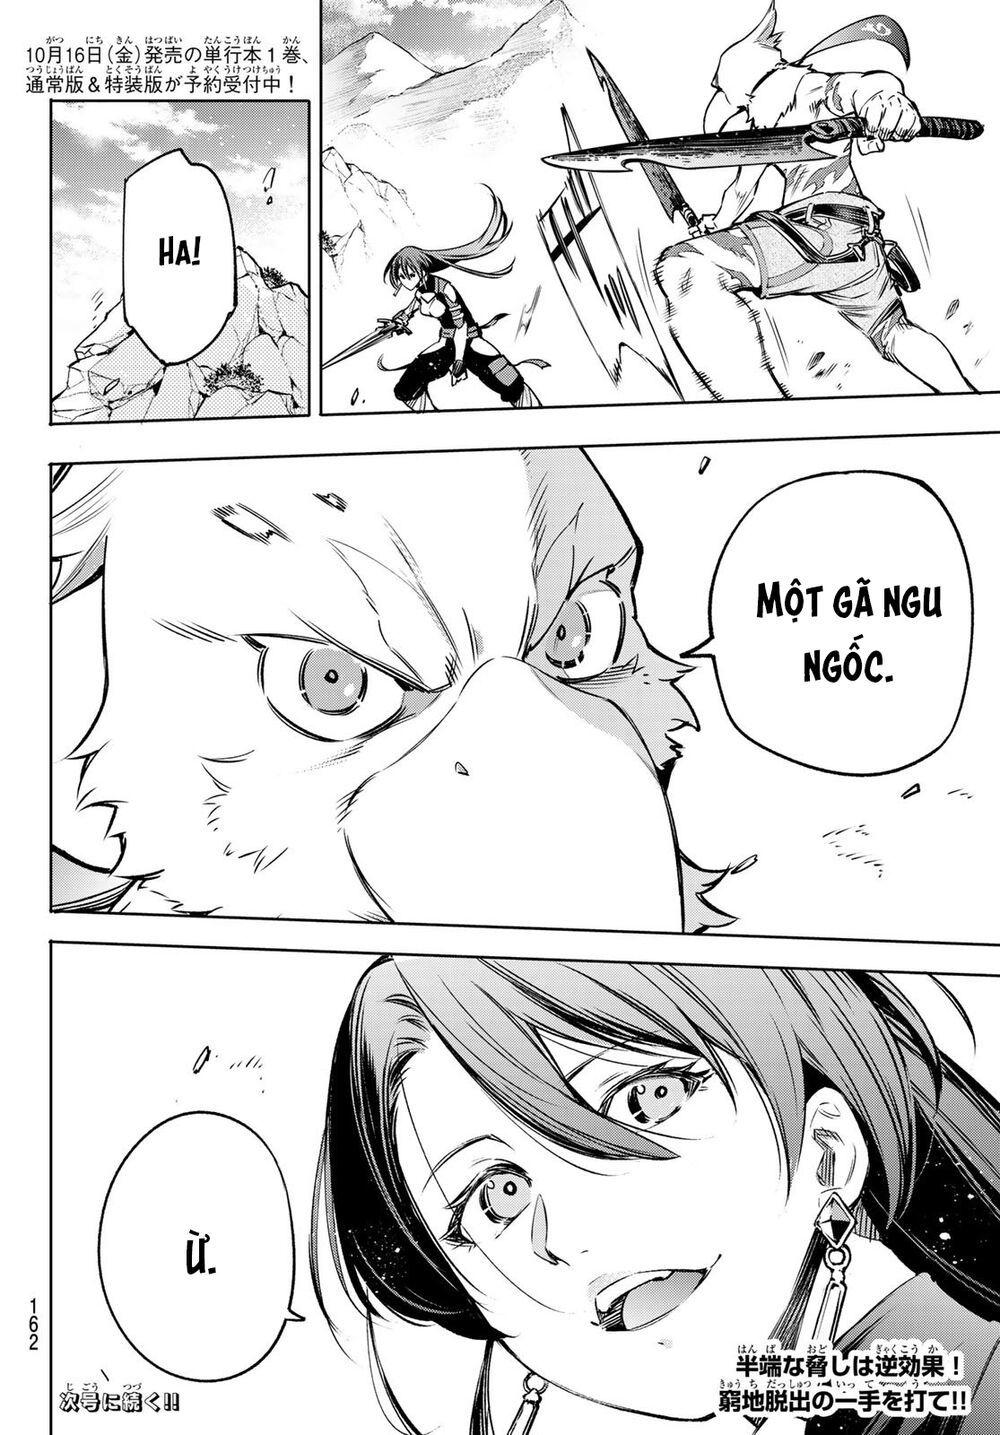 10月16日(金)発売の単行本1巻、
通常版&特装版が予約受付中!
HA!
MỘT GÃ NGU
NGỐC.
Ừ.
半端な脅しは逆効果!
窮地脱出の一手を打て!!
次号に続く!!
162